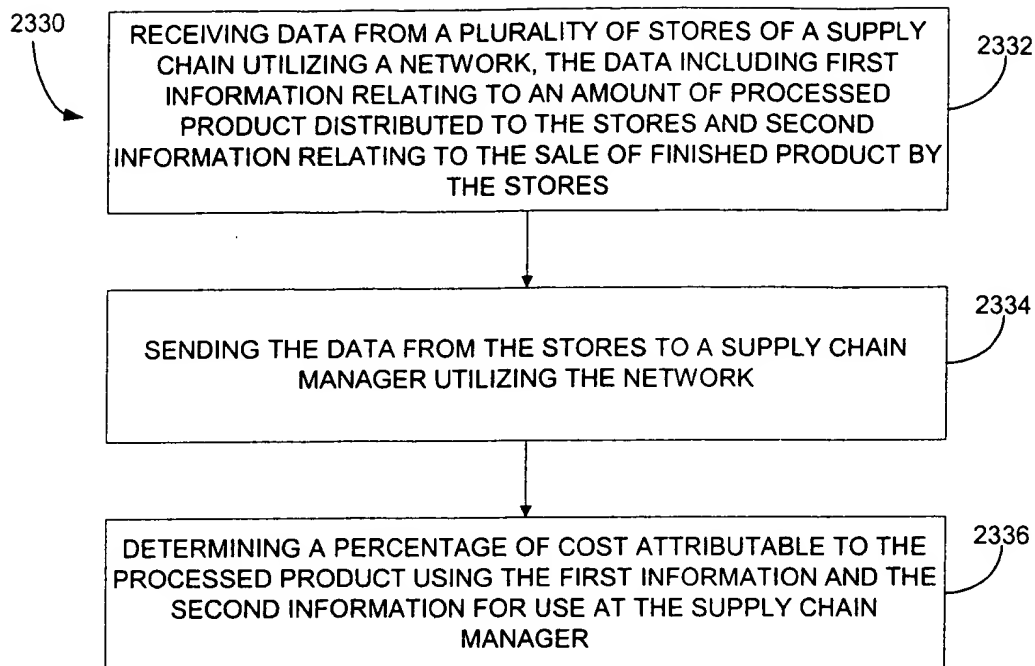 2330
RECEIVING DATA FROM A PLURALITY OF STORES OF A SUPPLY
CHAIN UTILIZING A NETWORK, THE DATA INCLUDING FIRST
INFORMATION RELATING TO AN AMOUNT OF PROCESSED
PRODUCT DISTRIBUTED TO THE STORES AND SECOND
INFORMATION RELATING TO THE SALE OF FINISHED PRODUCT BY
THE STORES
2332
SENDING THE DATA FROM THE STORES TO A SUPPLY CHAIN
MANAGER UTILIZING THE NETWORK
2334
DETERMINING A PERCENTAGE OF COST ATTRIBUTABLE TO THE
PROCESSED PRODUCT USING THE FIRST INFORMATION AND THE
SECOND INFORMATION FOR USE AT THE SUPPLY CHAIN
MANAGER
2336